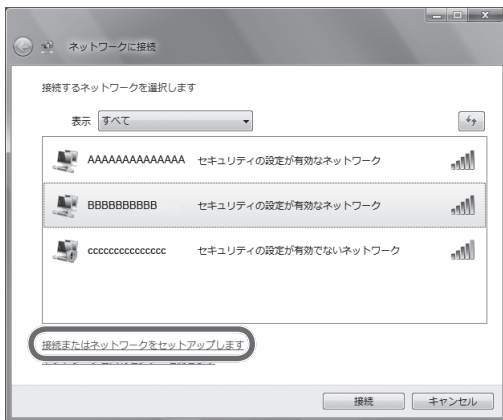 ネットワークに接続
接続するネットワークを選択します
表示 すべて
AAAAAAAAAAAAAA セキュリティの設定が有効なネットワーク
BBBBBBBBBB セキュリティの設定が有効なネットワーク
cccccccccccccc セキュリティの設定が有効でないネットワーク
接続またはネットワークをセットアップします
接続 キャンセル